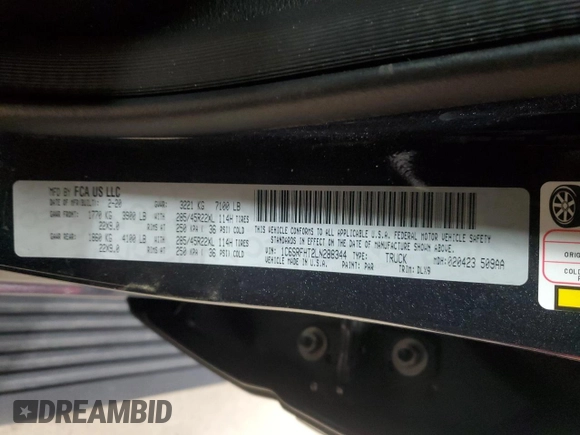 MFD BY FCA US LLC
DATE OF MFR/BUILT: 2-20 GVWR: 3221 KG 7100 LB
GAWR FRONT: 1770 KG 3900 LB WITH 285/45R22XL 114H TIRES
22X9.0 RIMS AT 250 KPA / 36 PSI COLD
GAWR REAR: 1860 KG 4100 LB WITH 285/45R22XL 114H TIRES
22X9.0 RIMS AT 250 KPA / 36 PSI COLD
THIS VEHICLE CONFORMS TO ALL APPLICABLE U.S.A. FEDERAL MOTOR VEHICLE SAFETY
STANDARDS IN EFFECT ON THE DATE OF MANUFACTURE SHOWN ABOVE.
VIN: 1C6SRFHT2LN288344 TYPE: TRUCK MDH: 020423 509AA
VEHICLE MADE IN U.S.A. PAINT: PAR TRIM: DLX9
ORIG
COLD
DREAMBID